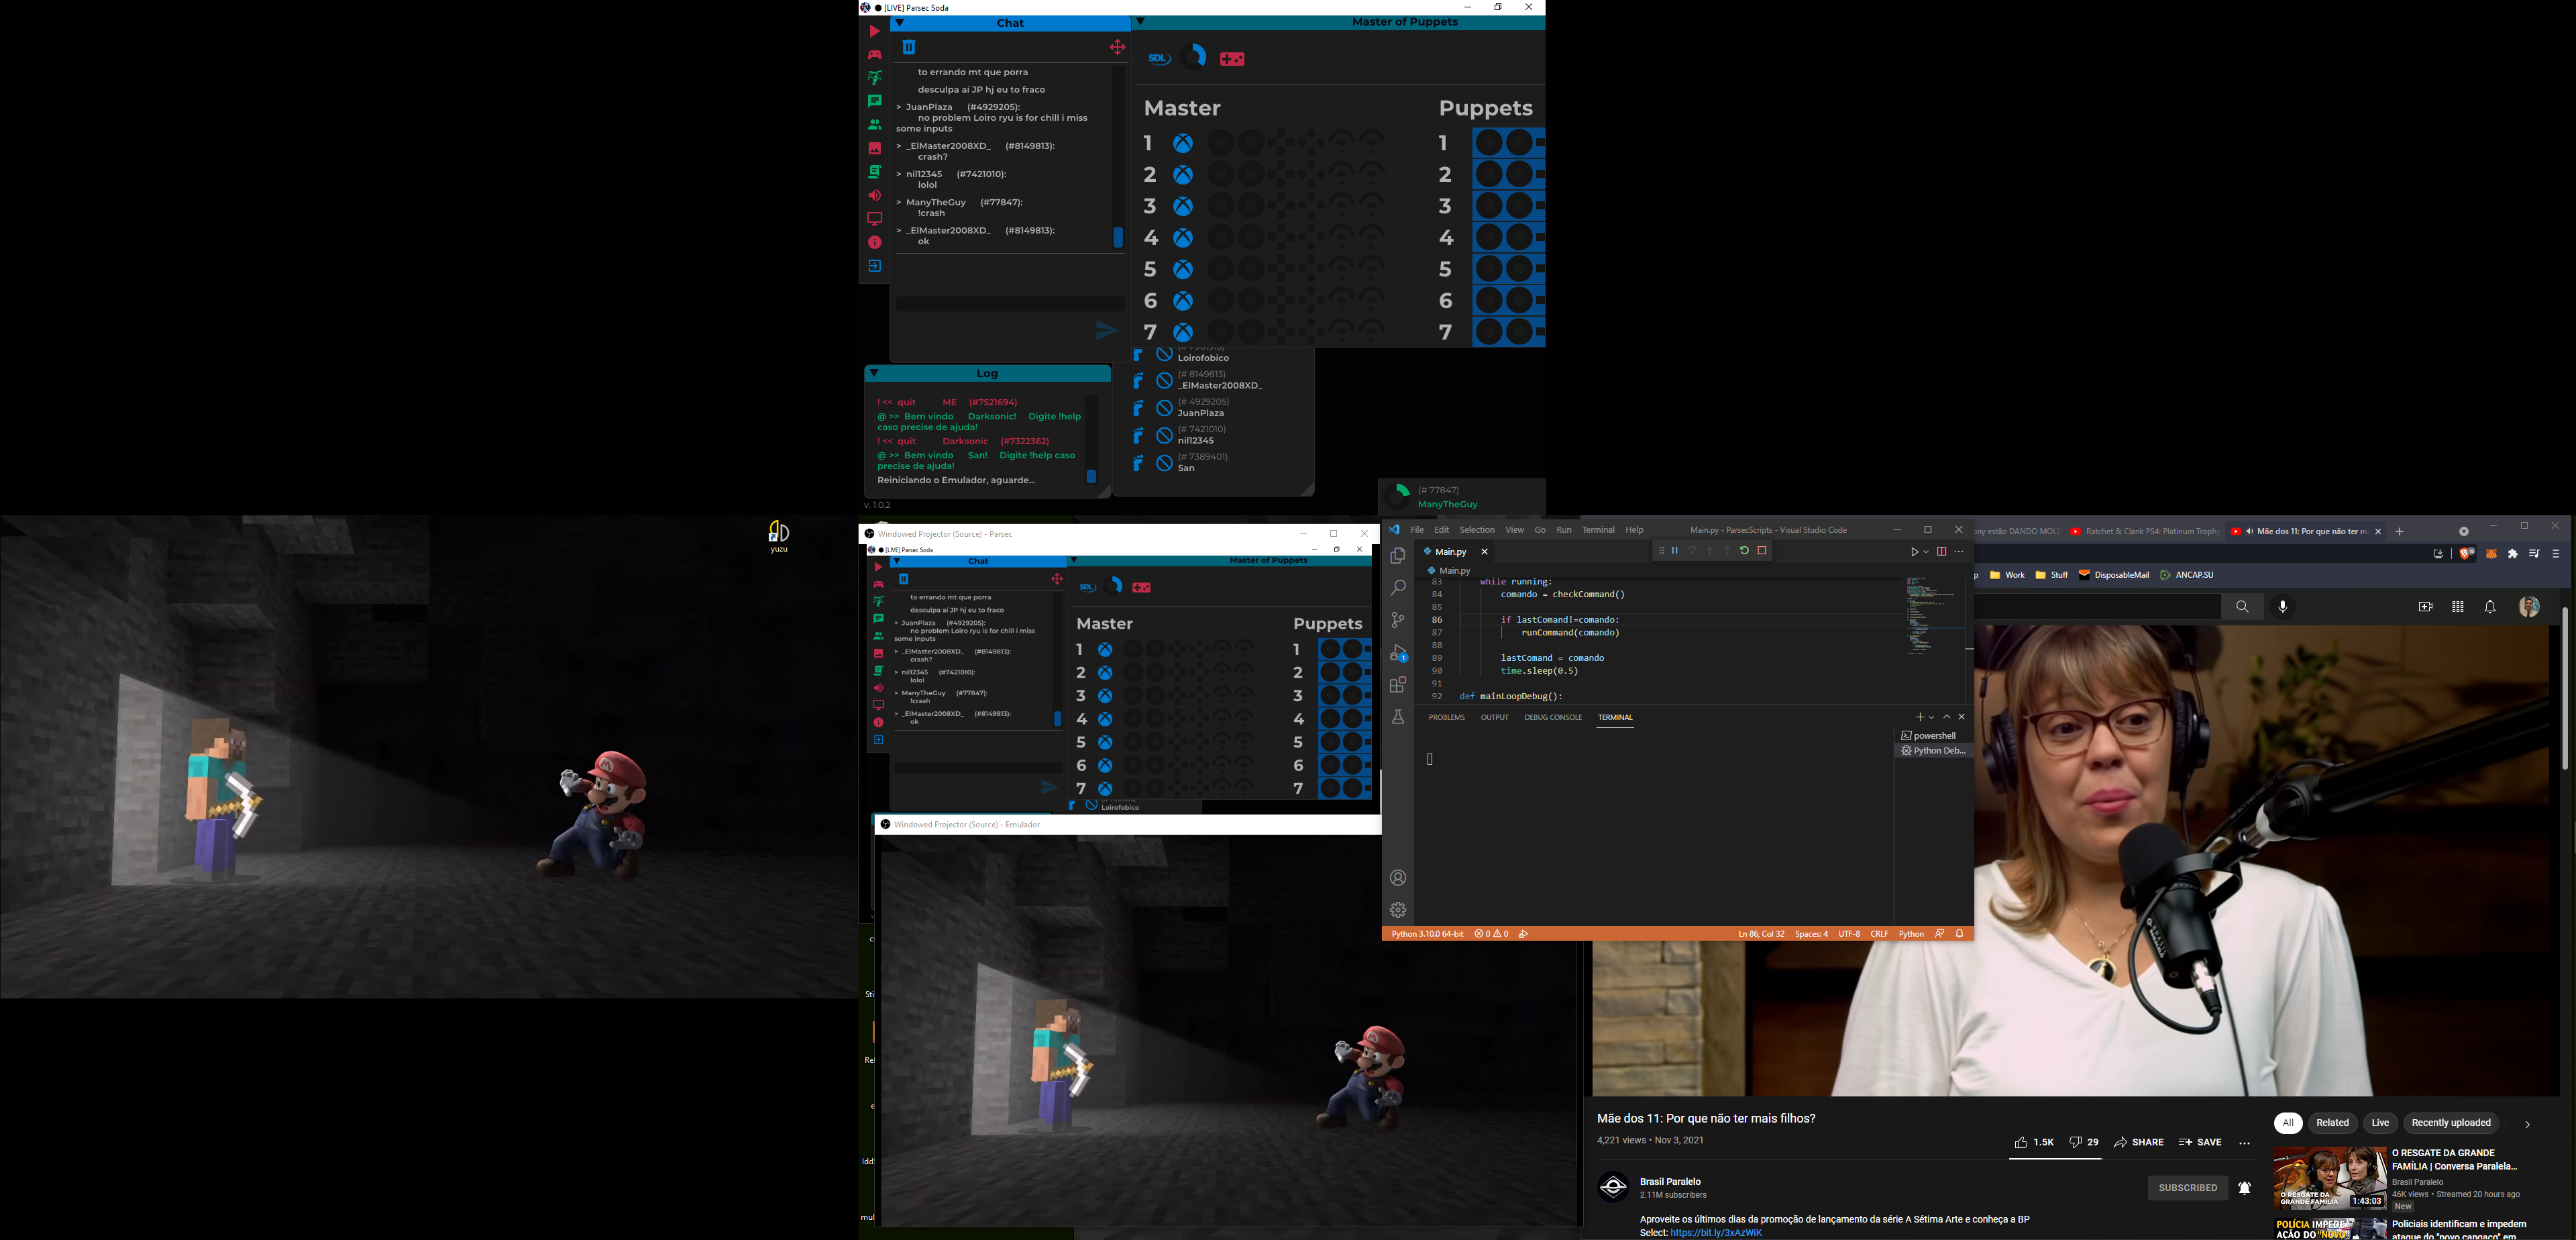 [LIVE] Parsec Soda
Chat
to errando mt que porra
desculpa aí JP hj eu to fraco
> JuanPlaza (#4929205):
no problem Loiro ryu is for chill i miss
some inputs
> _ElMaster2008XD_ (#8149813):
crash?
> nil12345 (#7421010):
lolol
> ManyTheGuy (#77847):
!crash
> _ElMaster2008XD_ (#8149813):
ok
Master of Puppets
SDL
Master
Puppets
1 1
2 2
3 3
4 4
5 5
6 6
7 7
Loirofobico
(# 8149813)
_ElMaster2008XD_
(# 4929205)
JuanPlaza
(# 7421010)
nil12345
(# 7389401)
San
Log
! << quit ME (#7521694)
@ >> Bem vindo Darksonic! Digite !help
caso precise de ajuda!
! << quit Darksonic (#7322362)
@ >> Bem vindo San! Digite !help caso
precise de ajuda!
Reiniciando o Emulador, aguarde...
v. 1.0.2
(# 77847)
ManyTheGuy
yuzu
Windowed Projector (Source) - Parsec
[LIVE] Parsec Soda
Chat
to errando mt que porra
desculpa aí JP hj eu to fraco
> JuanPlaza (#4929205):
no problem Loiro ryu is for chill i miss
some inputs
> _ElMaster2008XD_ (#8149813):
crash?
> nil12345 (#7421010):
lolol
> ManyTheGuy (#77847):
!crash
> _ElMaster2008XD_ (#8149813):
ok
Master of Puppets
SDL
Master
Puppets
1 1
2 2
3 3
4 4
5 5
6 6
7 7
Loirofobico
Windowed Projector (Source) - Emulador
File Edit Selection View Go Run Terminal Help
Main.py - ParsecScripts - Visual Studio Code
Main.py
Main.py
83 while running:
84 comando = checkCommand()
85
86 if lastComand!=comando:
87 runCommand(comando)
88
89 lastComand = comando
90 time.sleep(0.5)
91
92 def mainLoopDebug():
PROBLEMS OUTPUT DEBUG CONSOLE TERMINAL
powershell
Python Deb...
Python 3.10.0 64-bit 0 0
Ln 86, Col 32 Spaces: 4 UTF-8 CRLF Python
ony estão DANDO MOL
Ratchet & Clank PS4: Platinum Trophy
Mãe dos 11: Por que não ter m
Work Stuff DisposableMail ANCAP.SU
Mãe dos 11: Por que não ter mais filhos?
4,221 views • Nov 3, 2021
1.5K 29 SHARE SAVE
Brasil Paralelo
2.11M subscribers
SUBSCRIBED
Aproveite os últimos dias da promoção de lançamento da série A Sétima Arte e conheça a BP
Select: https://bit.ly/3xAzWiK
All Related Live Recently uploaded
O RESGATE DA
GRANDE FAMÍLIA
1:43:03
O RESGATE DA GRANDE
FAMÍLIA | Conversa Paralela...
Brasil Paralelo
46K views • Streamed 20 hours ago
New
POLÍCIA IMPEDE
AÇÃO DO "NOVO
Policiais identificam e impedem
ataque do "novo cangaço" em